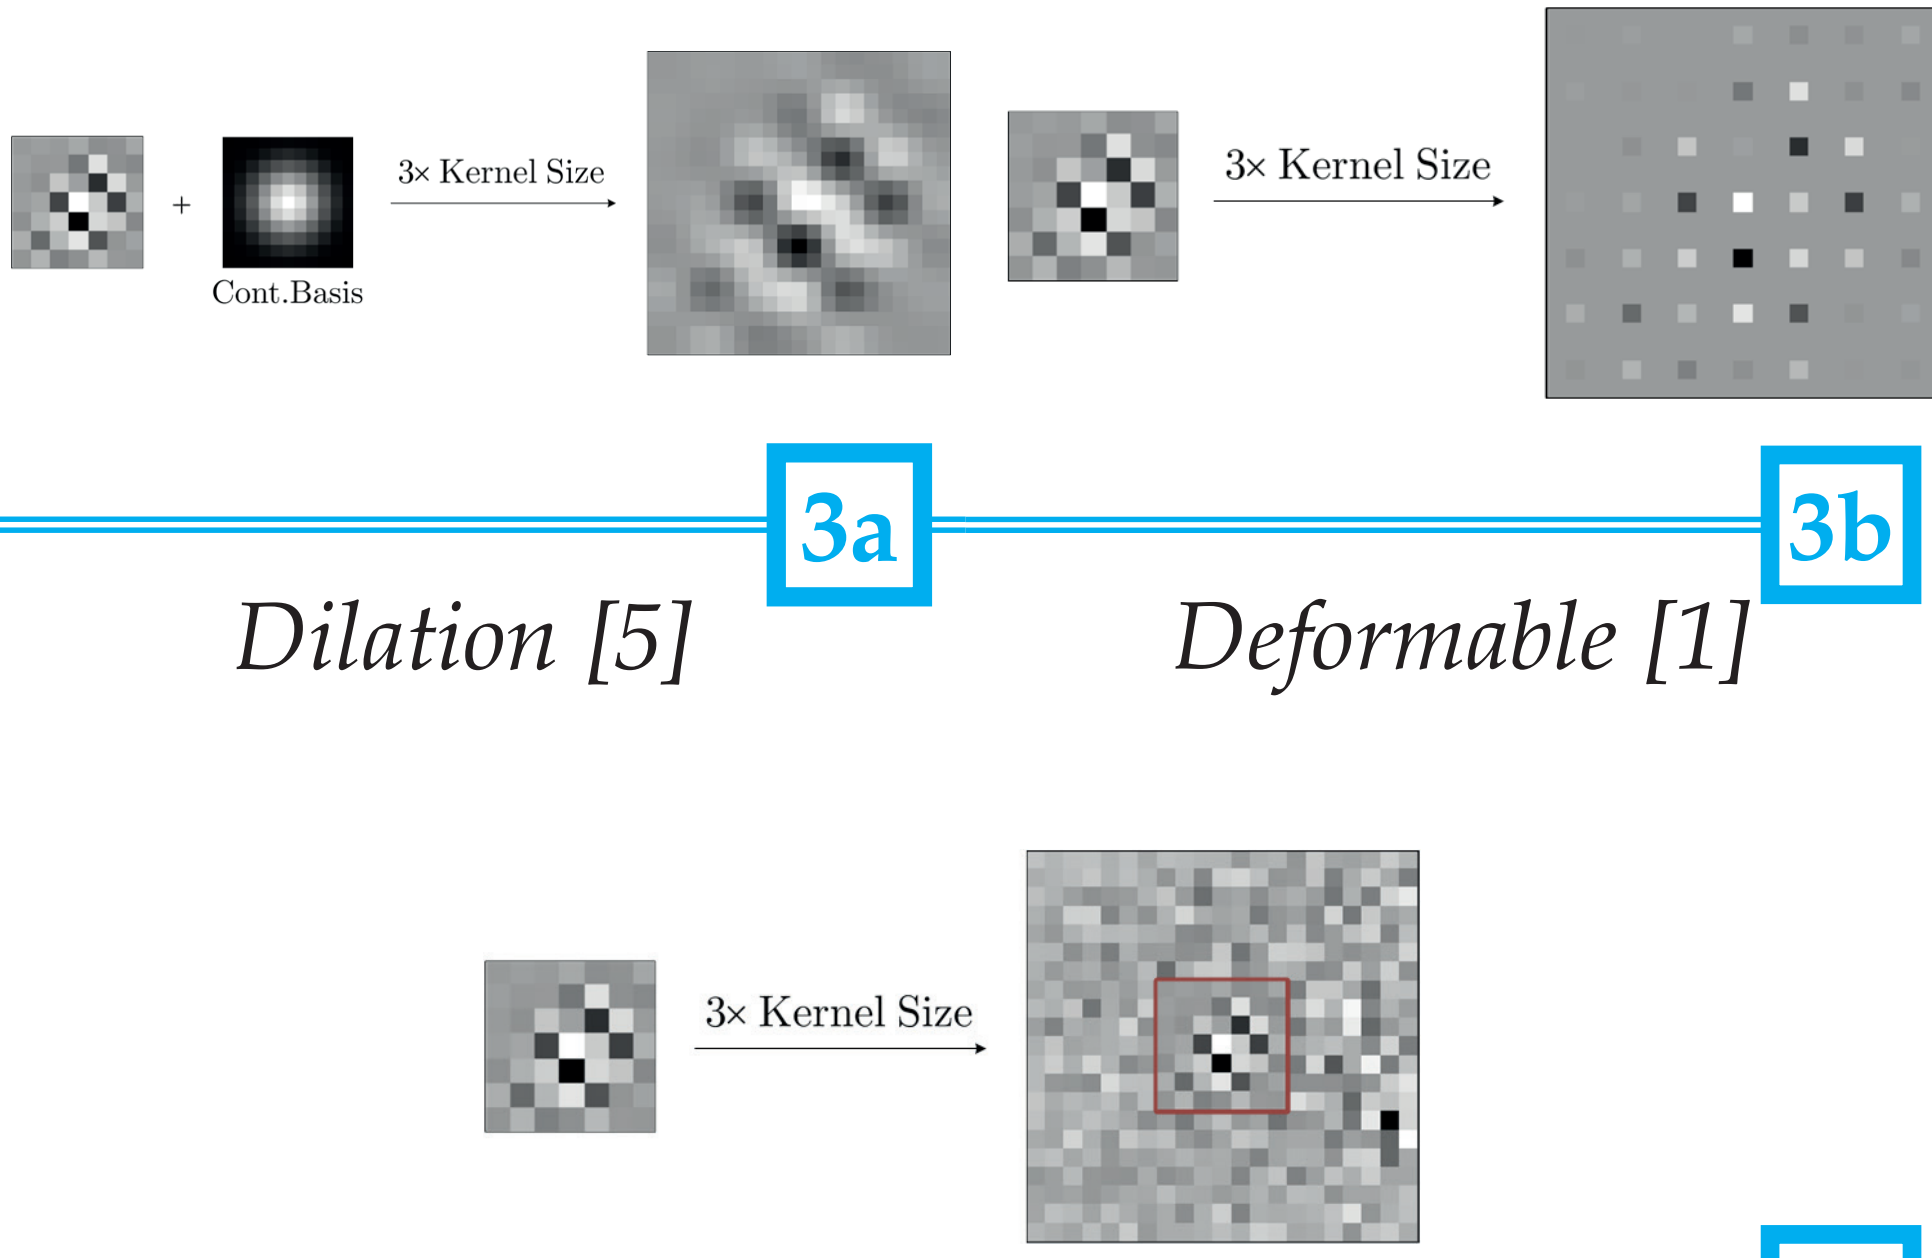 3× Kernel Size
+
Cont.Basis
3× Kernel Size
3a
3b
Dilation [5]
Deformable [1]
3× Kernel Size